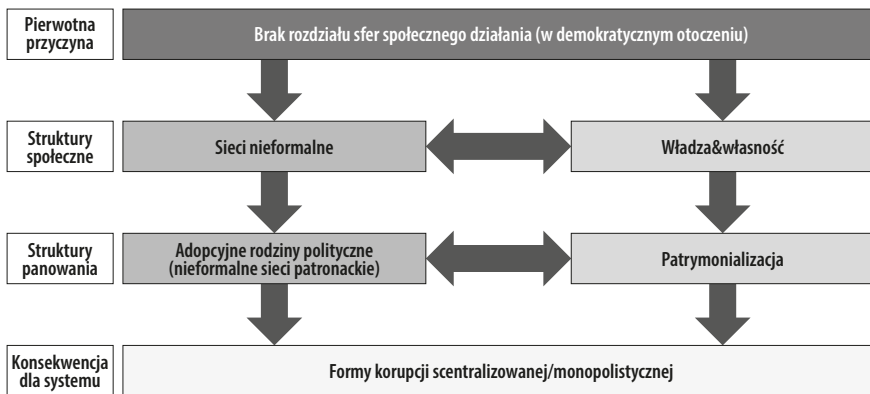 Pierwotna
przyczyna
Brak rozdziału sfer społecznego działania (w demokratycznym otoczeniu)
Struktury
społeczne
Sieci nieformalne
Władza&własność
Struktury
panowania
Adopcyjne rodziny polityczne
(nieformalne sieci patronackie)
Patrymonializacja
Konsekwencja
dla systemu
Formy korupcji scentralizowanej/monopolistycznej